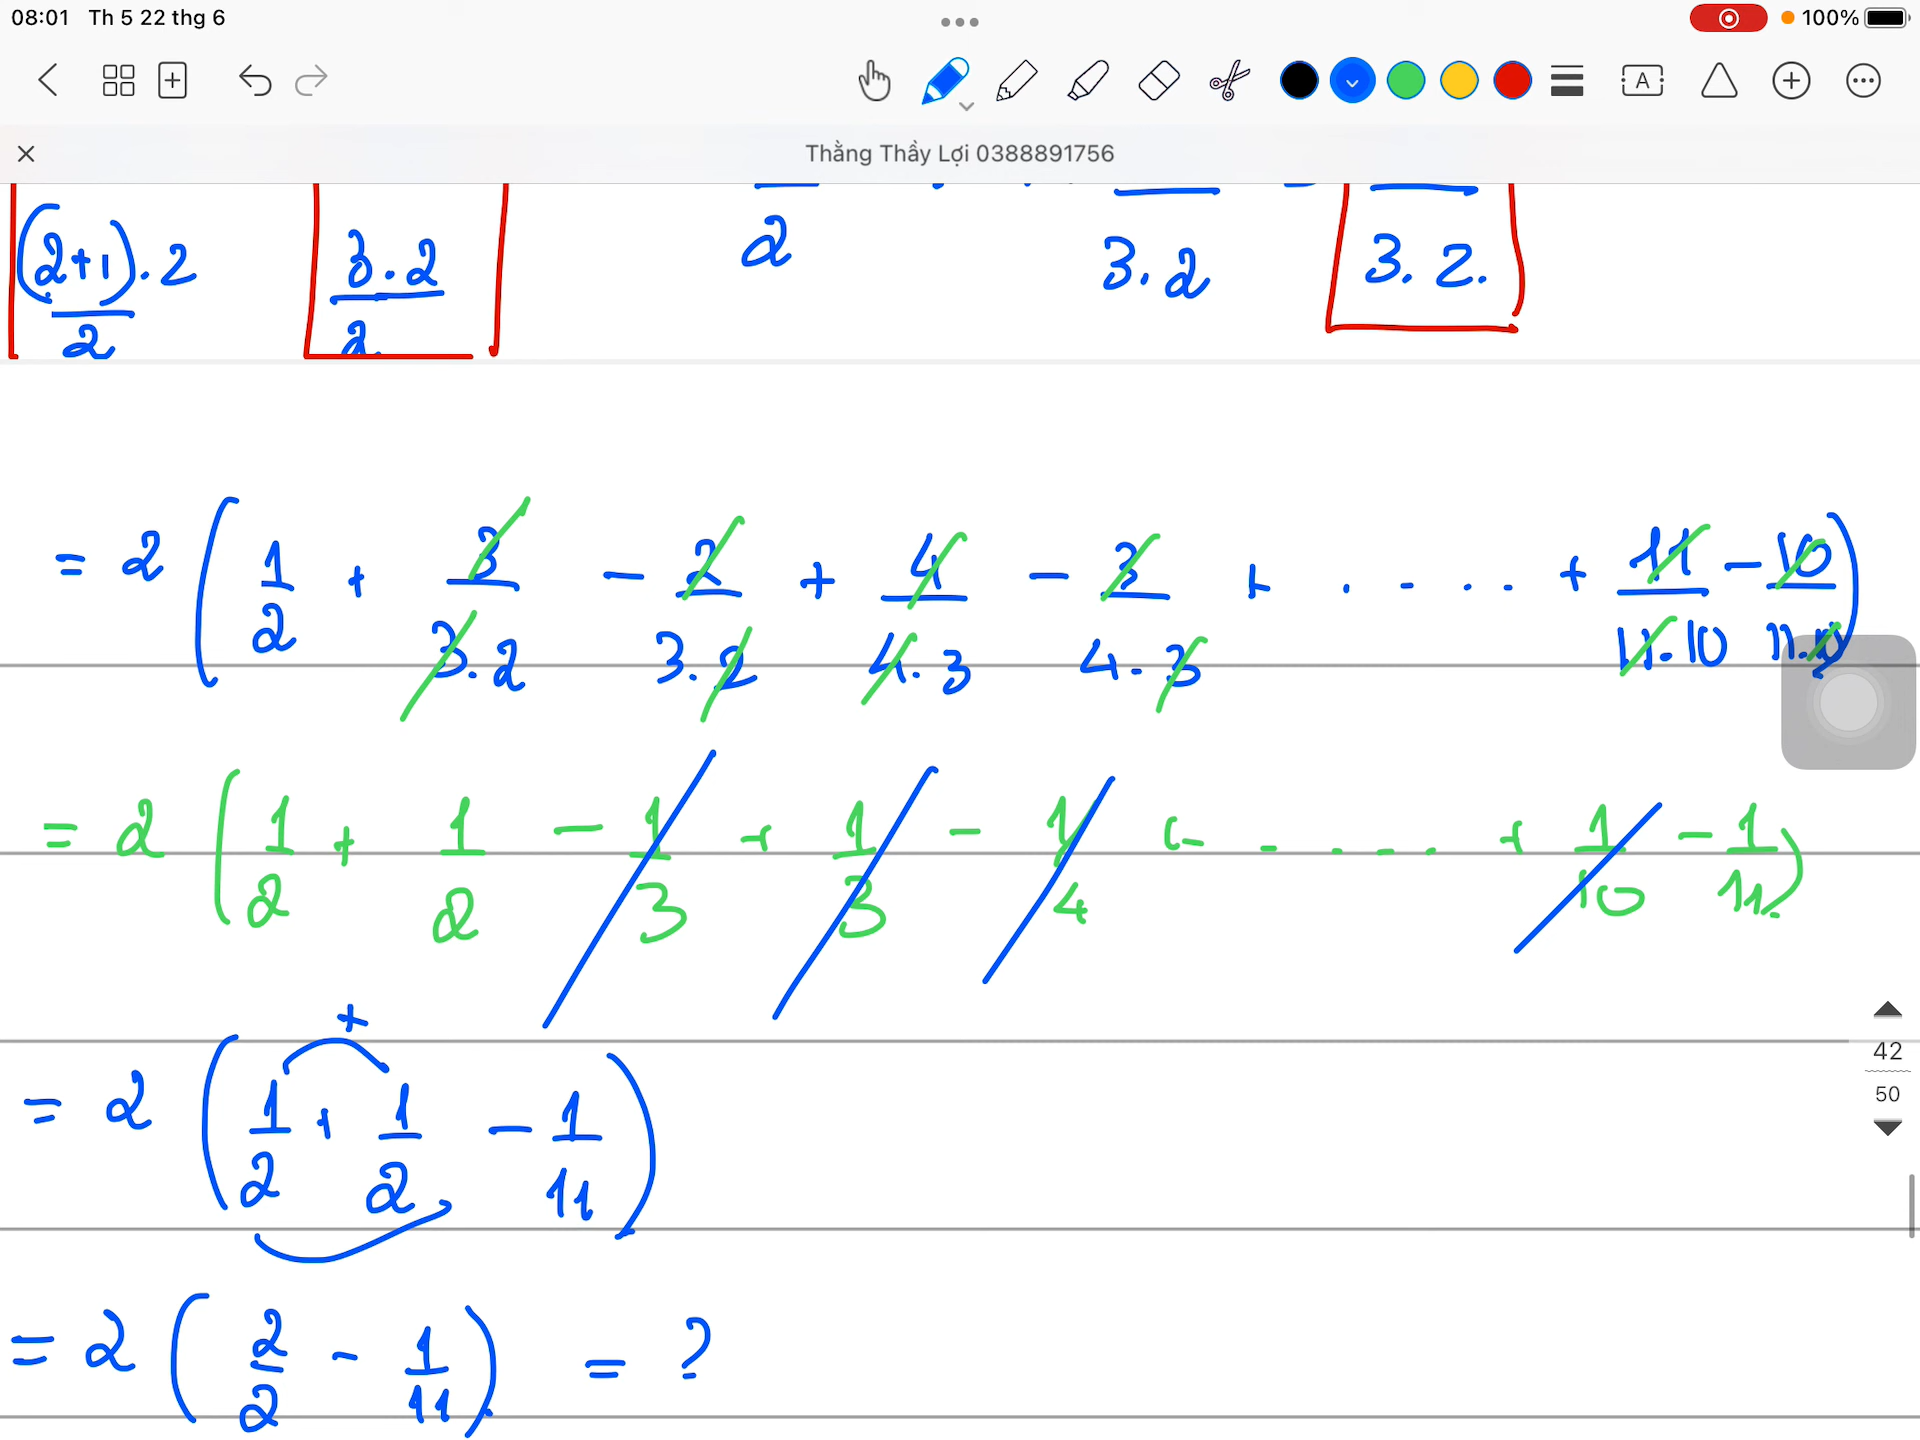 08:01 Th 5 22 thg 6 100%
A
Thằng Thầy Lợi 0388891756
(2+1).2 / 2 3.2 / 2 2 3.2 3.2.
= 2 ( 1/2 + 3/3.2 - 2/3.2 + 4/4.3 - 3/4.3 + ..... + 11/11.10 - 10/11.10 )
= 2 ( 1/2 + 1/2 - 1/3 + 1/3 - 1/4 + ..... + 1/10 - 1/11 )
+
= 2 ( 1/2 + 1/2 - 1/11 )
42
50
= 2 ( 2/2 - 1/11 ) = ?